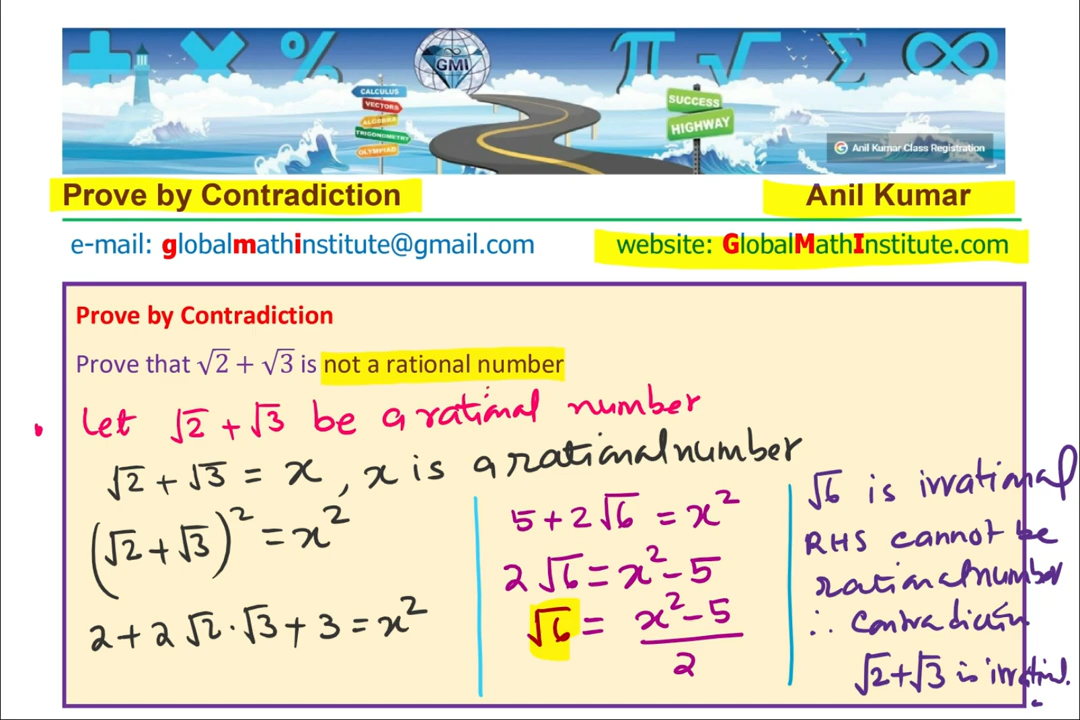 GMI
CALCULUS
VECTORS
ALGEBRA
TRIGONOMETRY
OLYMPIAD
SUCCESS
HIGHWAY
Anil Kumar Class Registration
Prove by Contradiction
Anil Kumar
e-mail: globalmathinstitute@gmail.com
website: GlobalMathInstitute.com
Prove by Contradiction
Prove that √2 + √3 is not a rational number
Let √2 + √3 be a rational number
√2 + √3 = x, x is a rational number
(√2 + √3)² = x²
2 + 2√2·√3 + 3 = x²
5 + 2√6 = x²
2√6 = x² - 5
√6 = (x² - 5)/2
√6 is irrational
RHS cannot be
rational number
∴ Contradiction
√2+√3 is irrational.